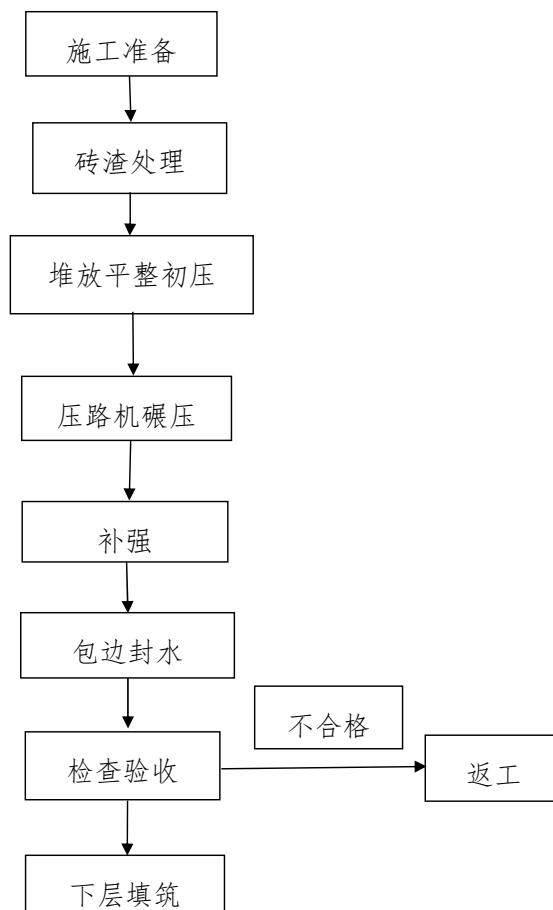 施工准备
砖渣处理
堆放平整初压
压路机碾压
补强
包边封水
不合格
检查验收
返工
下层填筑